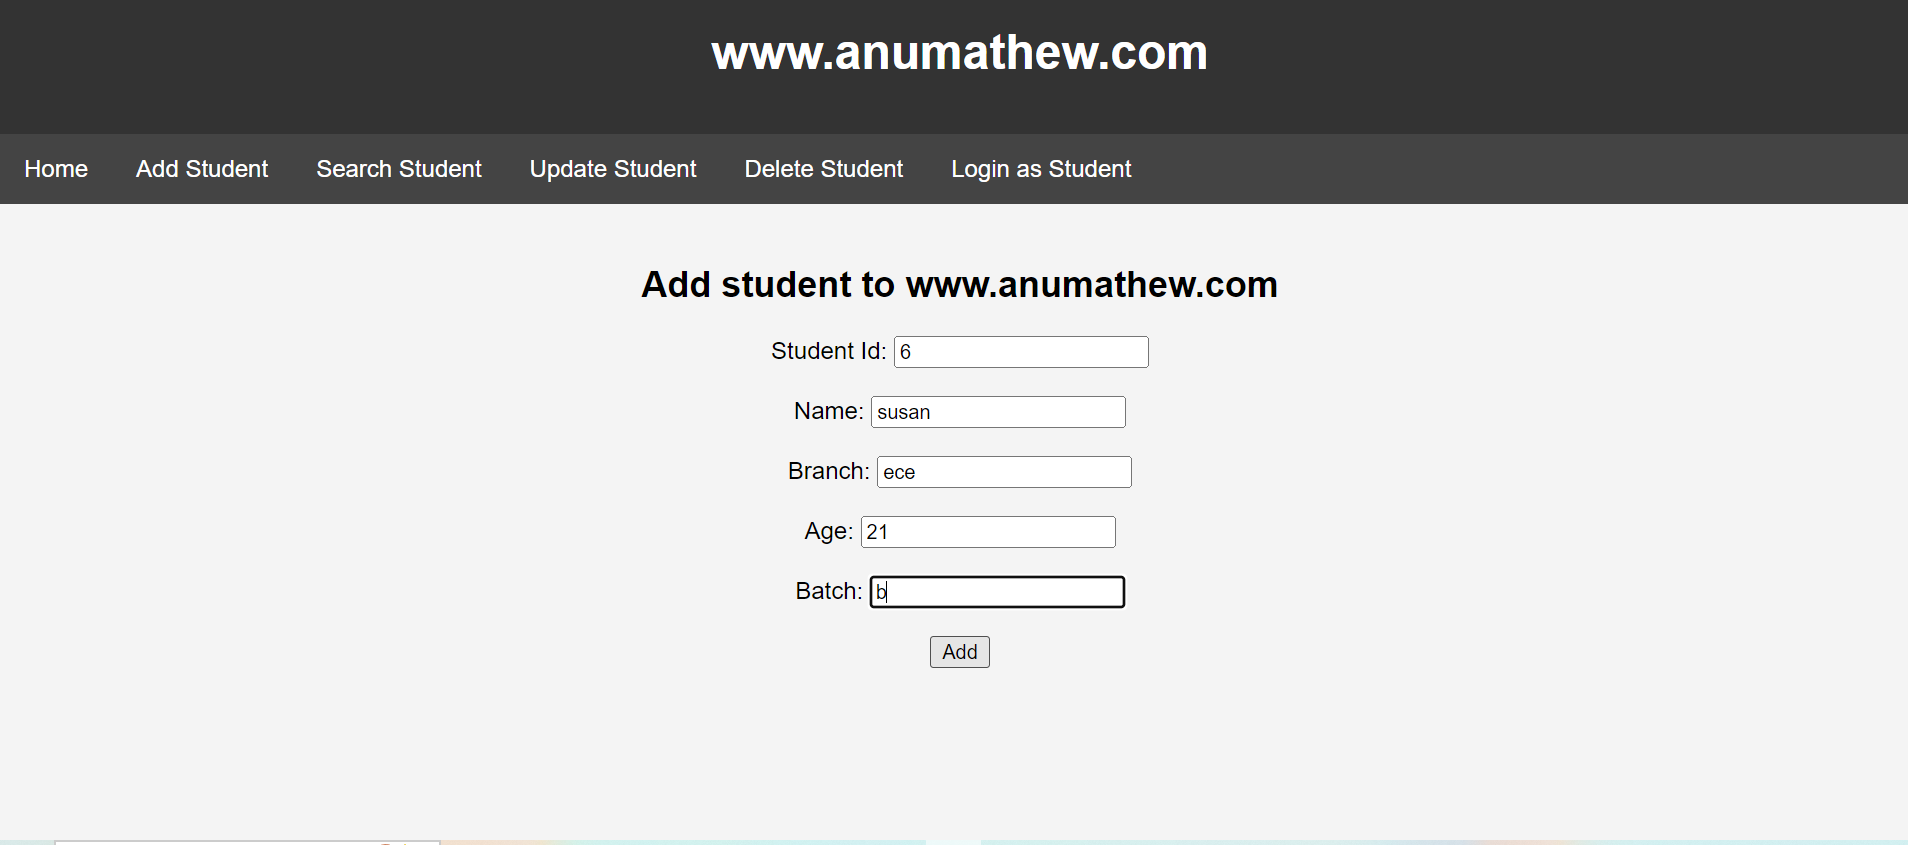 www.anumathew.com
Home Add Student Search Student Update Student Delete Student Login as Student
Add student to www.anumathew.com
Student Id: 6
Name: susan
Branch: ece
Age: 21
Batch: b
Add